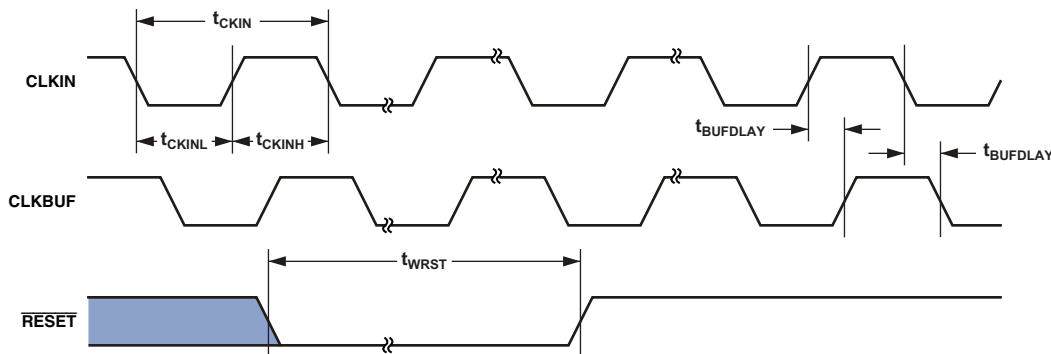 tCKIN
CLKIN
tCKINL
tCKINH
tBUFDLAY
tBUFDLAY
CLKBUF
tWRST
RESET